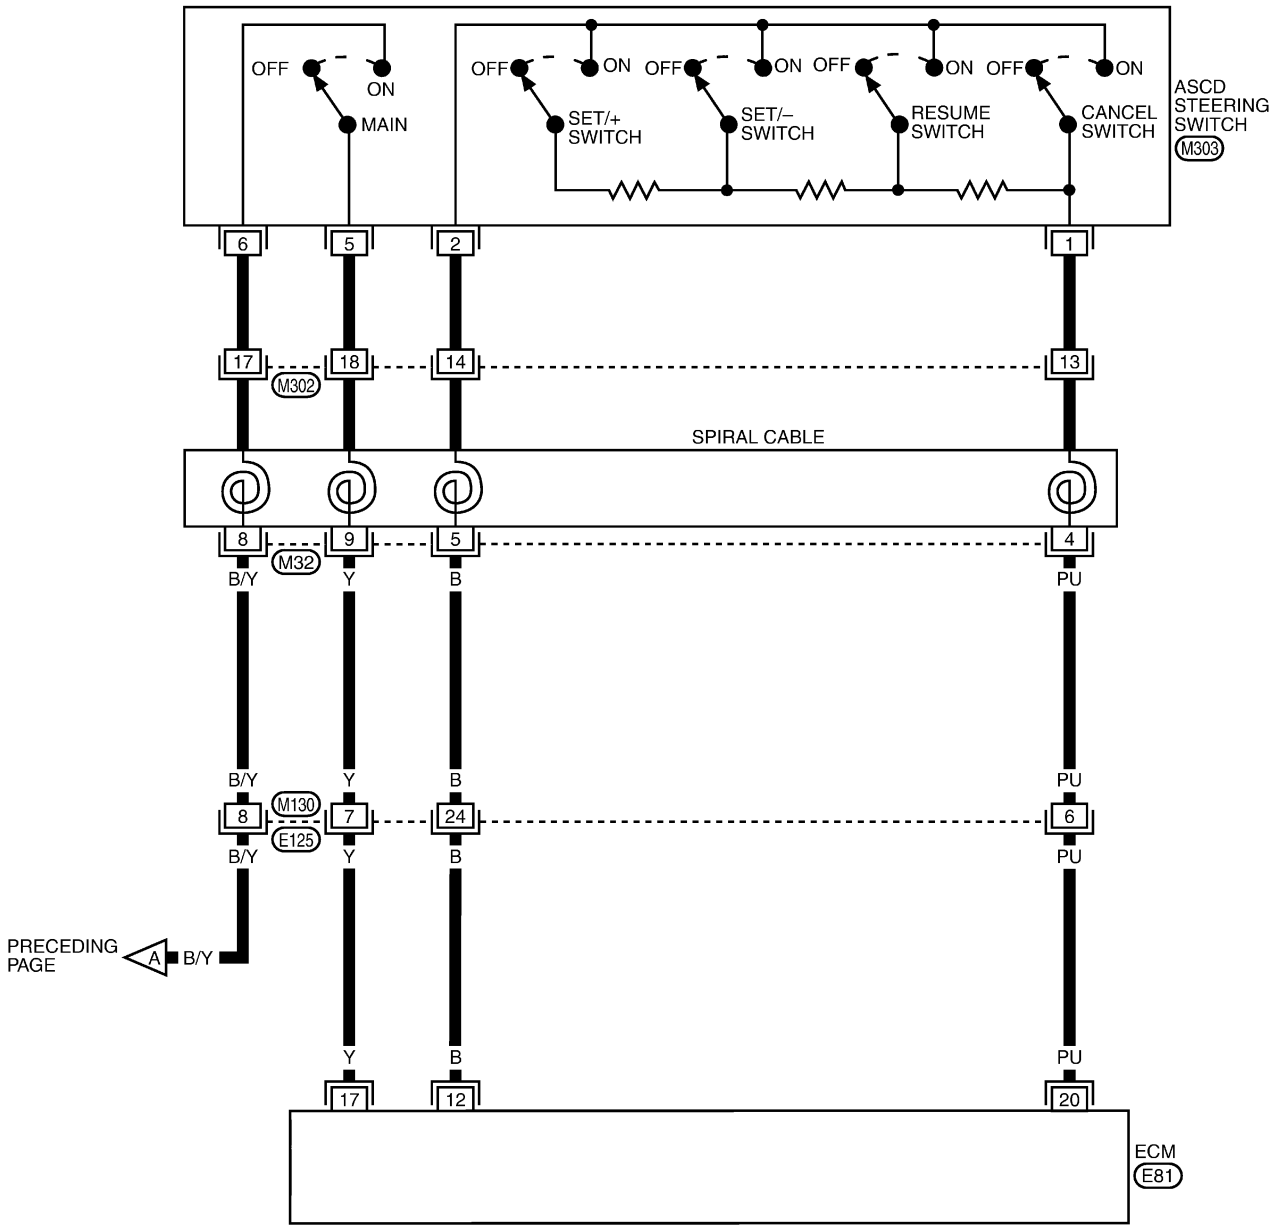 OFF
ON
MAIN
OFF
ON
SET/+
SWITCH
OFF
ON
SET/–
SWITCH
OFF
ON
RESUME
SWITCH
OFF
ON
CANCEL
SWITCH
ASCD
STEERING
SWITCH
M303
6
5
2
1
17
18
14
13
M302
SPIRAL CABLE
8
9
5
4
M32
B/Y
Y
B
PU
B/Y
Y
B
PU
M130
8
7
24
6
E125
B/Y
Y
B
PU
PRECEDING
PAGE
A
B/Y
Y
B
PU
17
12
20
ECM
E81